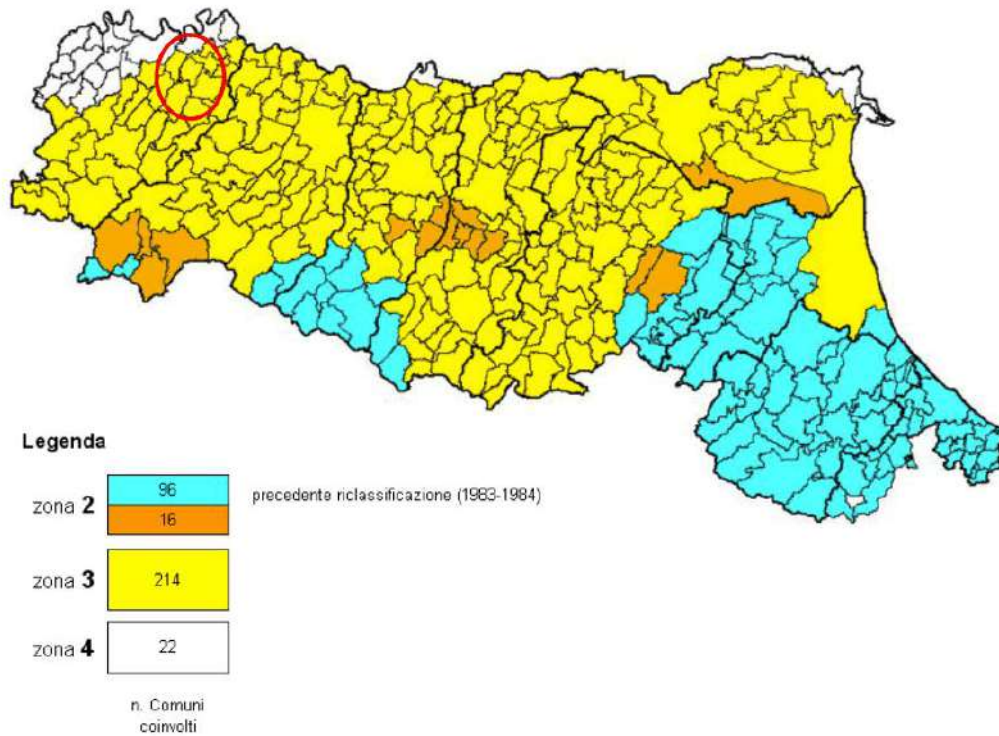 Legenda
zona 2
96
precedente riclassificazione (1983-1984)
16
zona 3
214
zona 4
22
n. Comuni
coinvolti